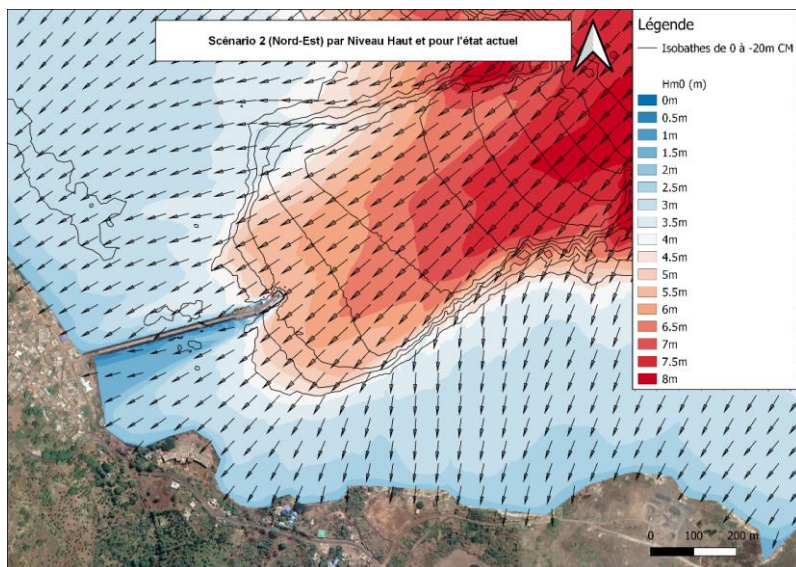 Scénario 2 (Nord-Est) par Niveau Haut et pour l'état actuel
Légende
Isobathes de 0 à -20m CM
Hm0 (m)
0m
0.5m
1m
1.5m
2m
2.5m
3m
3.5m
4m
4.5m
5m
5.5m
6m
6.5m
7m
7.5m
8m
0 100 200 m